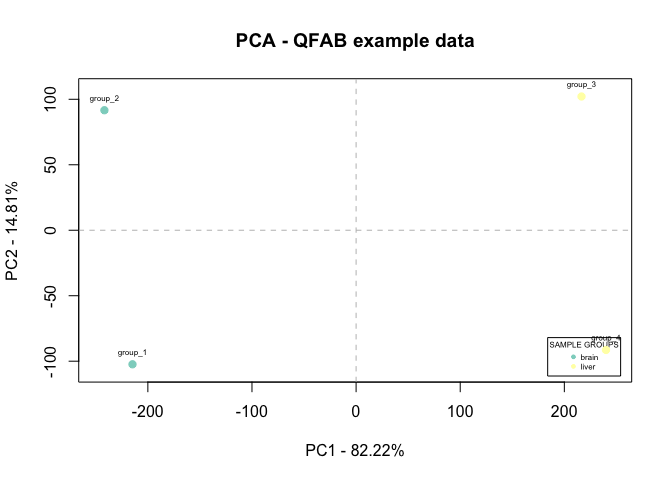 PCA - QFAB example data
group_2
group_3
group_1
group_4
SAMPLE GROUPS
brain
liver
100
50
0
-50
-100
PC2 - 14.81%
-200
-100
0
100
200
PC1 - 82.22%